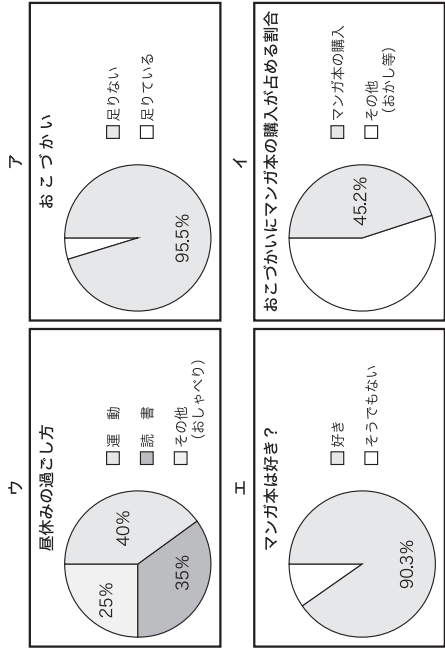 ア
おこづかい
足りない
足りている
95.5%
イ
おこづかいにマンガ本の購入が占める割合
マンガ本の購入
その他
(おかし等)
45.2%
ウ
昼休みの過ごし方
運　動
読　書
その他
(おしゃべり)
40%
35%
25%
エ
マンガ本は好き？
好き
そうでもない
90.3%